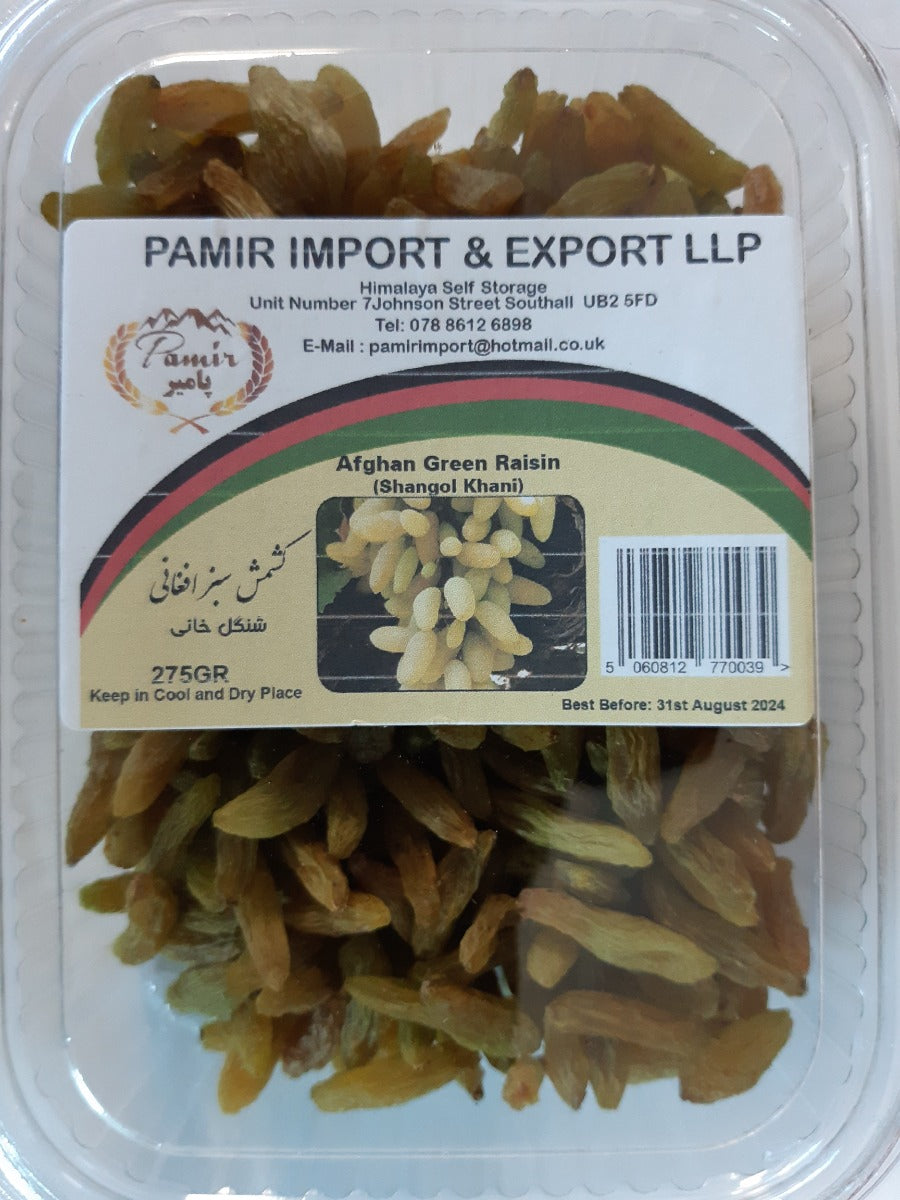 PAMIR IMPORT & EXPORT LLP
Himalaya Self Storage
Unit Number 7Johnson Street Southall UB2 5FD
Tel: 078 8612 6898
E-Mail : pamirimport@hotmail.co.uk
Pamir
پامیر
Afghan Green Raisin
(Shangol Khani)
کشمش سبز افغانی
شنگل خانی
275GR
Keep in Cool and Dry Place
5 060812 770039 >
Best Before: 31st August 2024